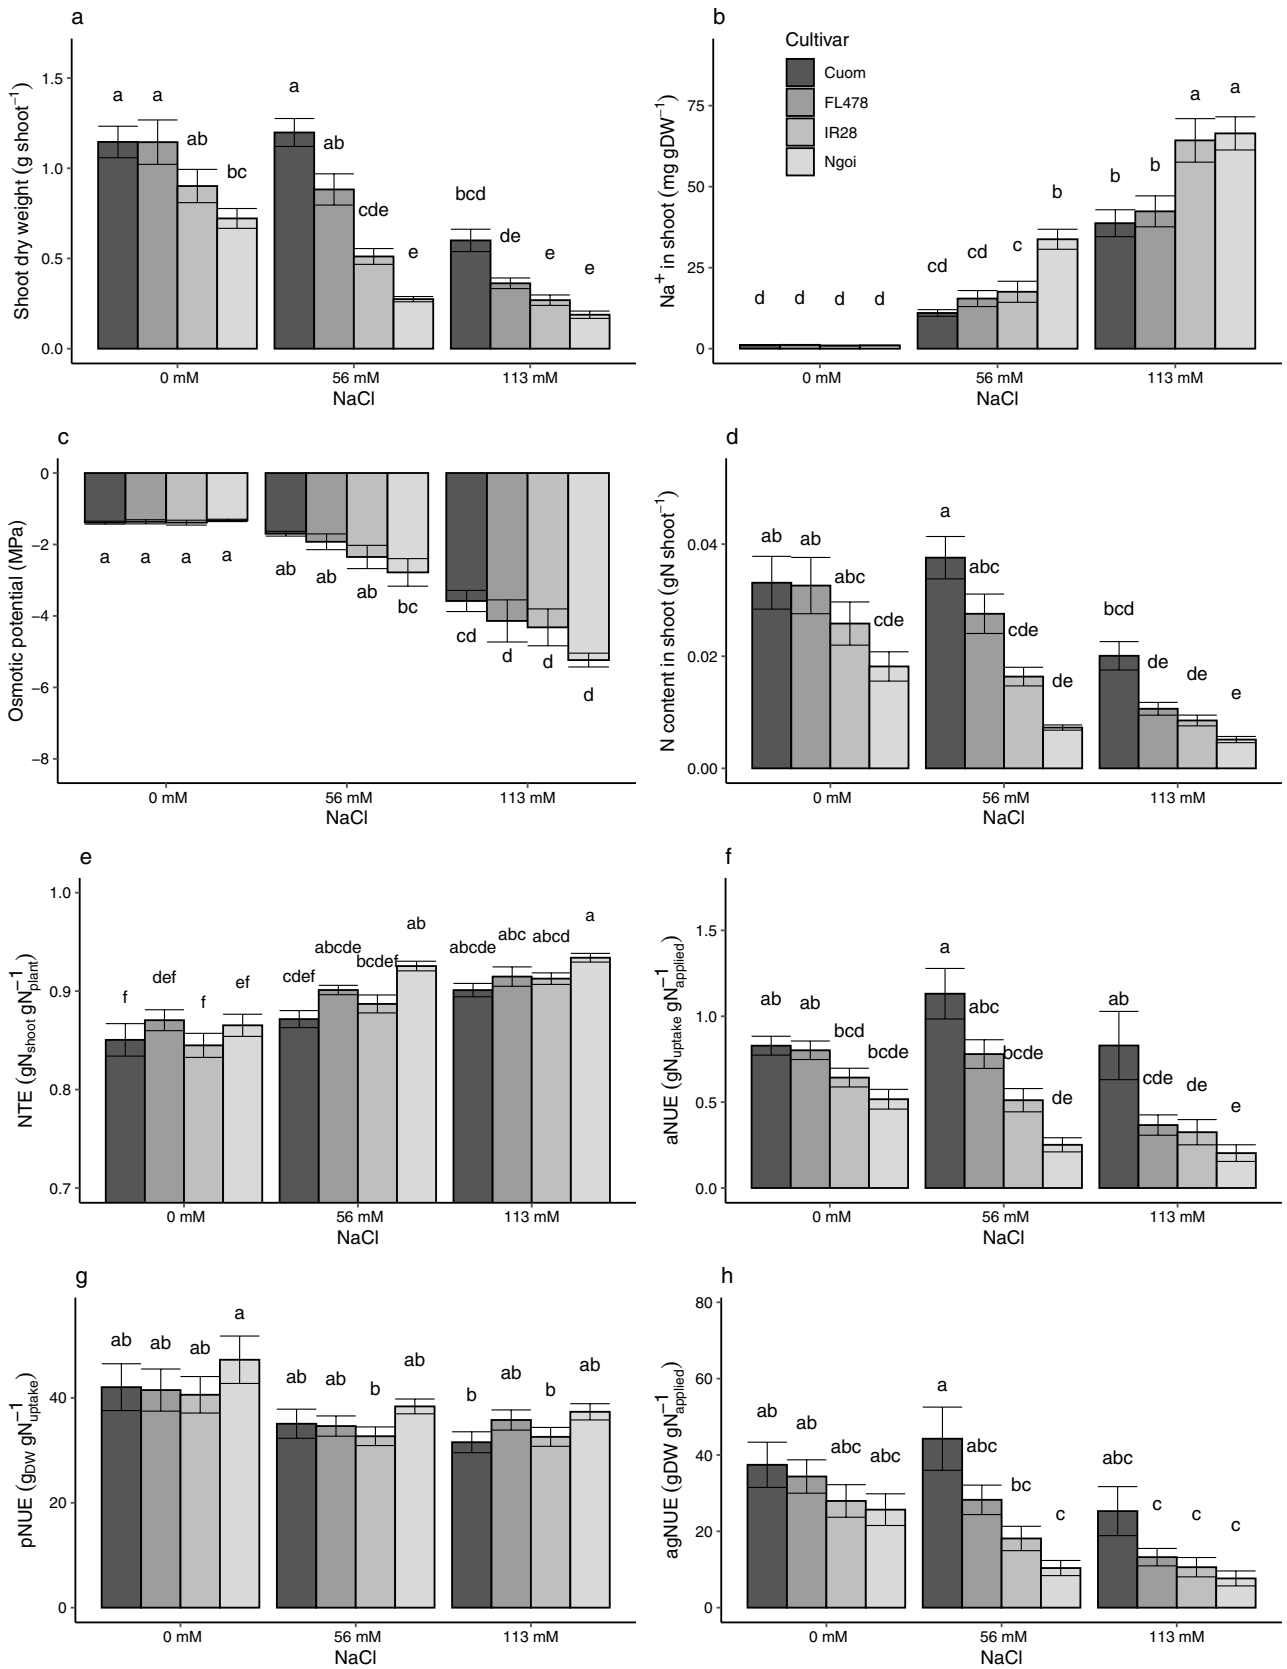 a
Shoot dry weight (g shoot⁻¹)
1.5
1.0
0.5
0.0
a a ab bc
a ab cde e
bcd de e e
0 mM 56 mM 113 mM
NaCl
b
Cultivar
Cuom
FL478
IR28
Ngoi
Na⁺ in shoot (mg gDW⁻¹)
75
50
25
0
d d d d
cd cd c b
b b a a
0 mM 56 mM 113 mM
NaCl
c
Osmotic potential (MPa)
0
−2
−4
−6
−8
a a a a
ab ab ab bc
cd d d d
0 mM 56 mM 113 mM
NaCl
d
N content in shoot (gN shoot⁻¹)
0.04
0.02
0.00
ab ab abc cde
a abc cde de
bcd de de e
0 mM 56 mM 113 mM
NaCl
e
NTE (gNshoot gN⁻¹plant)
1.0
0.9
0.8
0.7
f def f ef
cdef abcde bcdef ab
abcde abc abcd a
0 mM 56 mM 113 mM
NaCl
f
aNUE (gNuptake gN⁻¹applied)
1.5
1.0
0.5
0.0
ab ab bcd bcde
a abc bcde de
ab cde de e
0 mM 56 mM 113 mM
NaCl
g
pNUE (gDW gN⁻¹uptake)
40
20
0
ab ab ab a
ab ab b ab
b ab b ab
0 mM 56 mM 113 mM
NaCl
h
agNUE (gDW gN⁻¹applied)
80
60
40
20
0
ab ab abc abc
a abc bc c
abc c c c
0 mM 56 mM 113 mM
NaCl